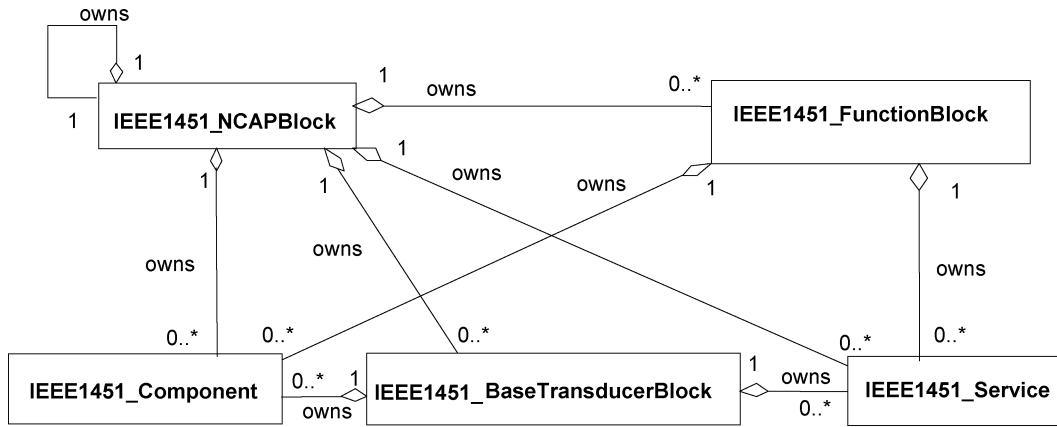 owns
1
1
IEEE1451_NCAPBlock
1
owns
0..*
IEEE1451_FunctionBlock
1
1
1
owns
owns
1
1
owns
owns
owns
0..*
0..*
0..*
0..*
0..*
IEEE1451_Component
0..*
1
owns
IEEE1451_BaseTransducerBlock
1
owns
0..*
IEEE1451_Service